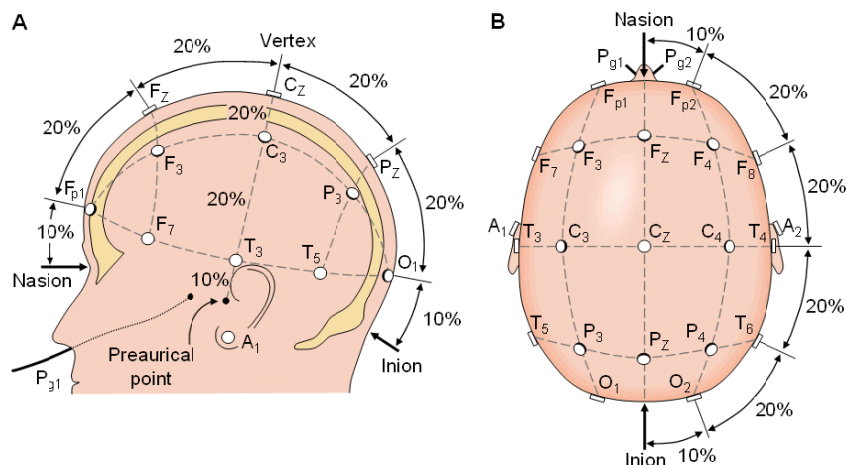 A
20%
Vertex
20%
FZ
CZ
20%
20%
C3
F3
PZ
Fp1
P3
20%
20%
F7
10%
T3
T5
O1
Nasion
10%
10%
A1
Preaurical
point
Inion
Pg1
B
Nasion
10%
Pg1
Pg2
Fp1
Fp2
20%
F7
F3
FZ
F4
F8
20%
A1
T3
C3
CZ
C4
T4
A2
20%
T5
P3
PZ
P4
T6
O1
O2
20%
Inion
10%